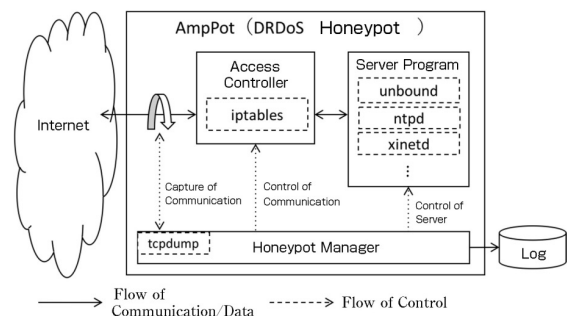 AmpPot (DRDoS Honeypot )
Internet
Access
Controller
iptables
Server Program
unbound
ntpd
xinetd
⋮
Capture of
Communication
Control of
Communication
Control of
Server
tcpdump
Honeypot Manager
Log
Flow of
Communication/Data
Flow of Control